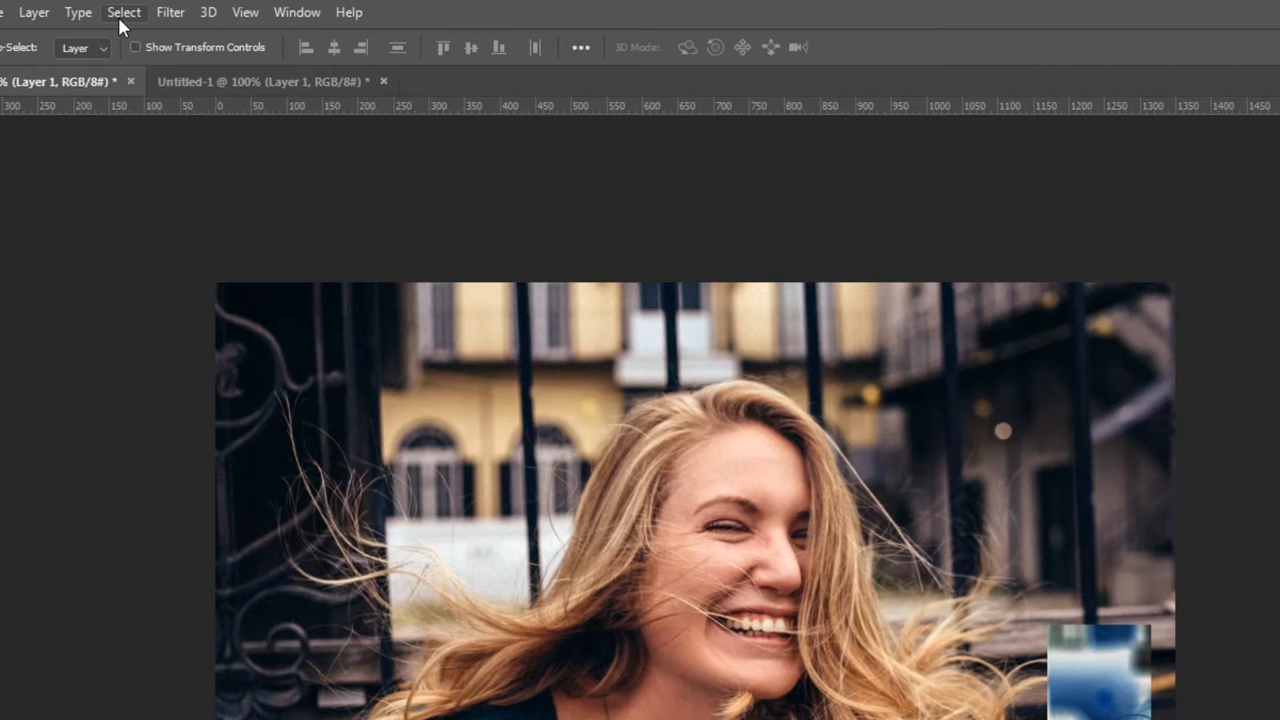 Layer Type Select Filter 3D View Window Help
-Select: Layer Show Transform Controls ••• 3D Mode:
% (Layer 1, RGB/8#) * × Untitled-1 @ 100% (Layer 1, RGB/8#) * ×
300 250 200 150 100 50 0 50 100 150 200 250 300 350 400 450 500 550 600 650 700 750 800 850 900 950 1000 1050 1100 1150 1200 1250 1300 1350 1400 1450